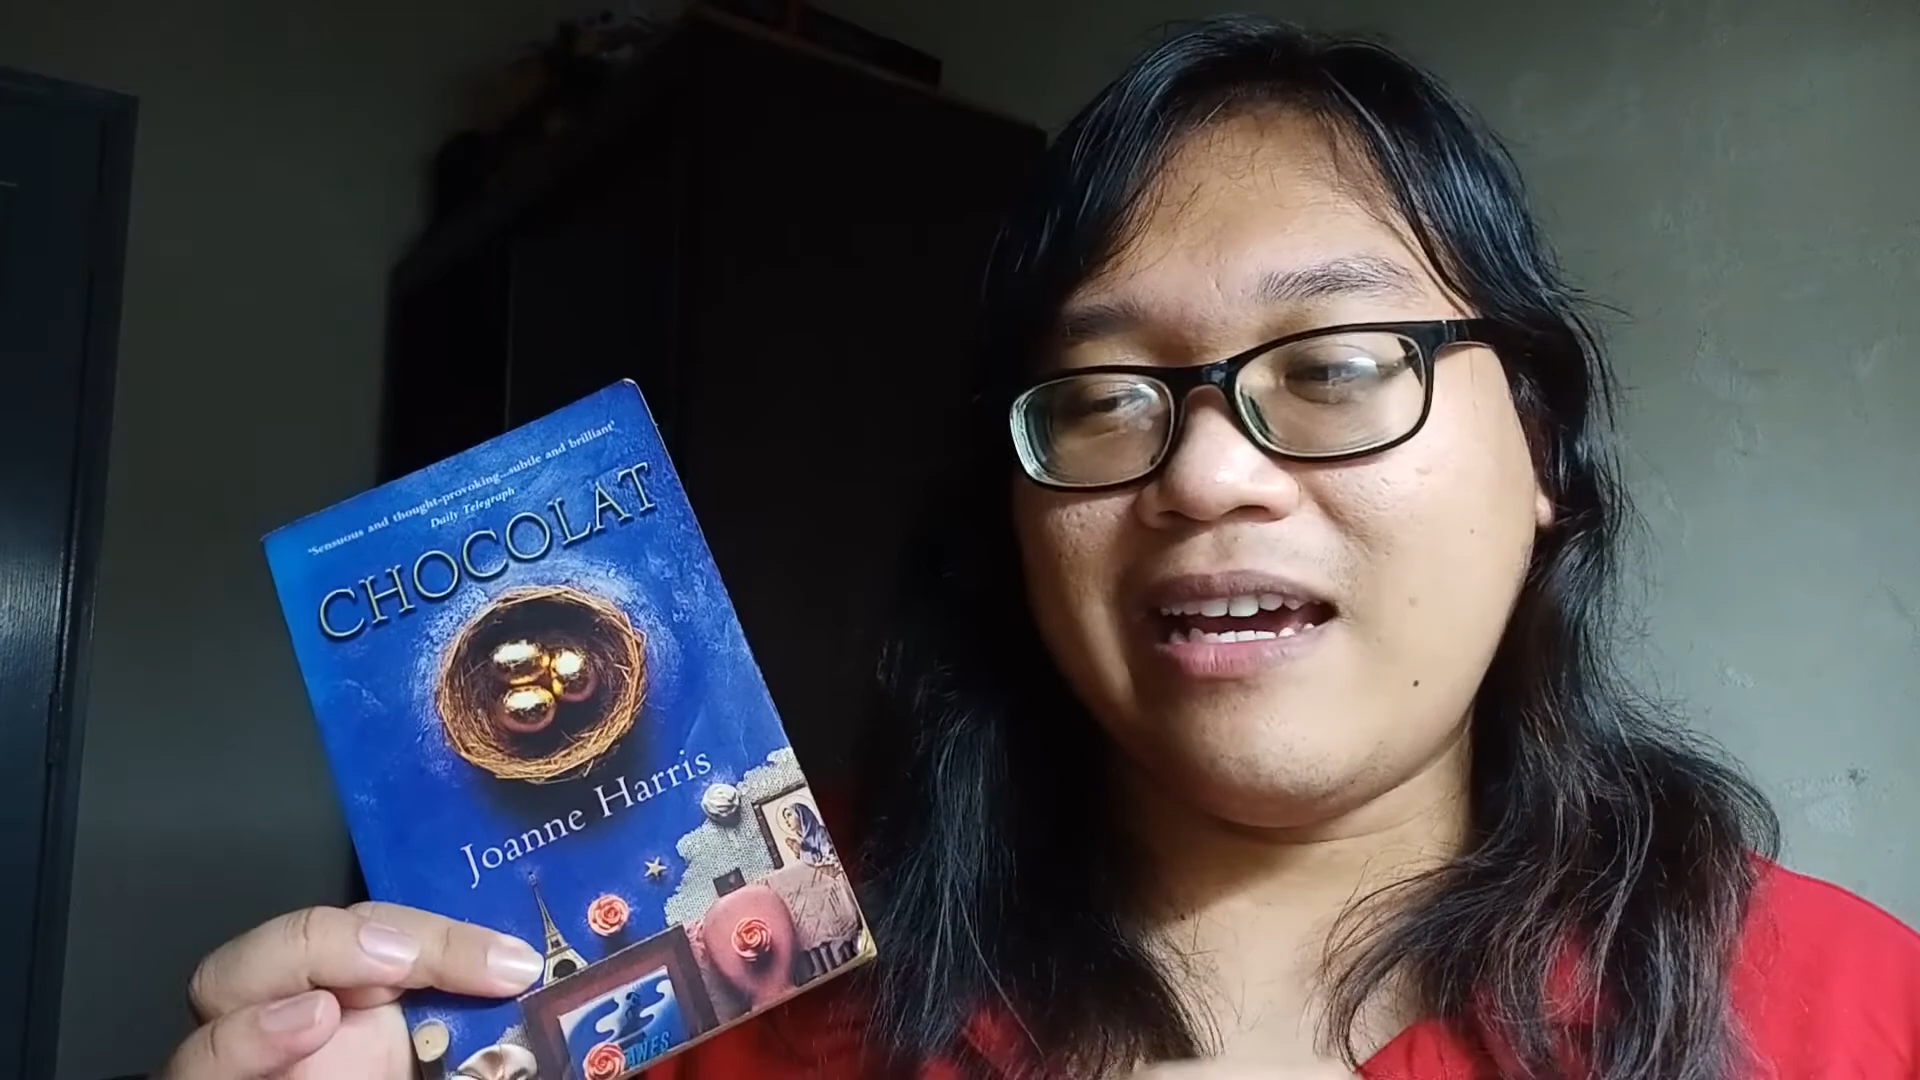 "Sensuous and thought-provoking...subtle and brilliant"
Daily Telegraph
CHOCOLAT
Joanne Harris